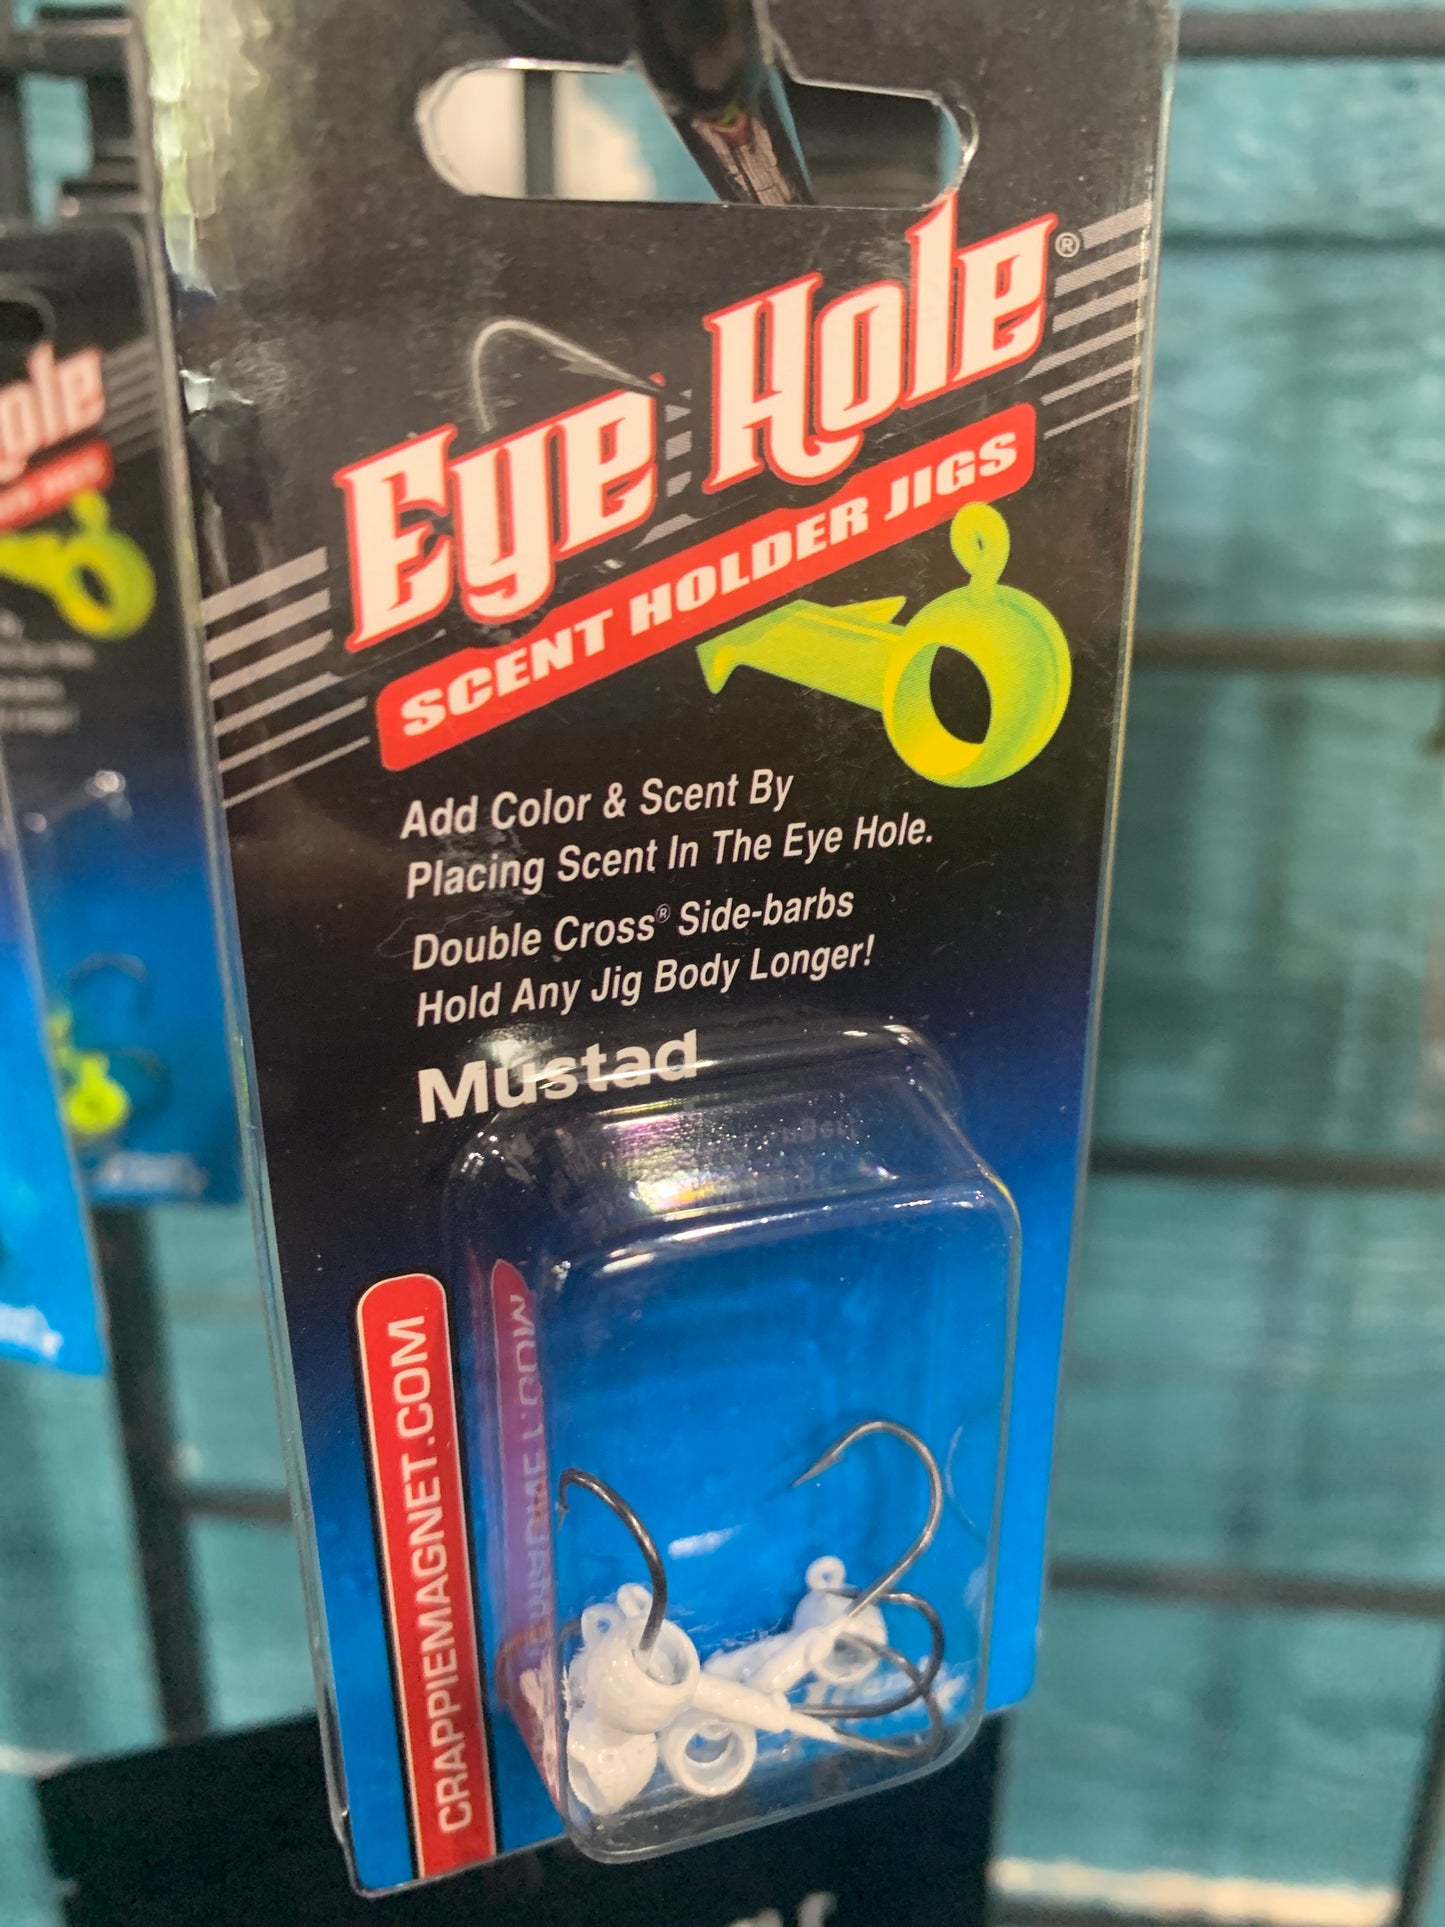 Eye Hole®
SCENT HOLDER JIGS
Add Color & Scent By
Placing Scent In The Eye Hole.
Double Cross® Side-barbs
Hold Any Jig Body Longer!
Mustad
CRAPPIEMAGNET.COM
ole